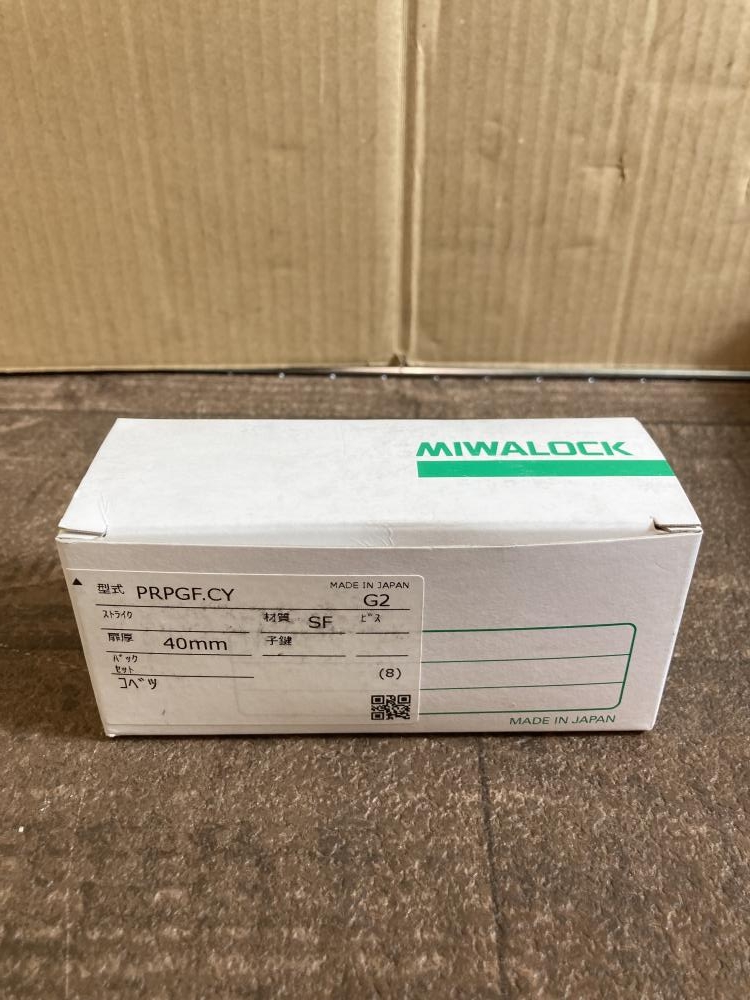 MIWALOCK
▲ 型式 PRPGF.CY MADE IN JAPAN
G2
ストライク 材質 SF ビス
扉厚 40mm 子鍵
バック
セット
コベツ (8)
MADE IN JAPAN